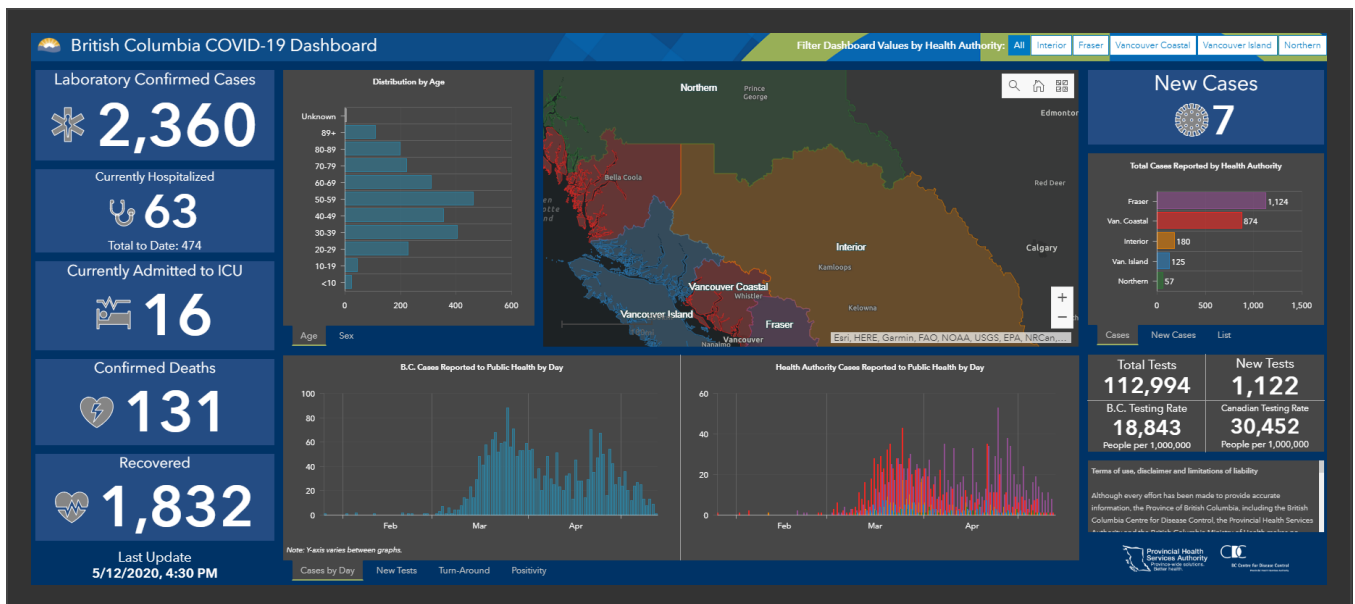 British Columbia COVID-19 Dashboard
Filter Dashboard Values by Health Authority: All Interior Fraser Vancouver Coastal Vancouver Island Northern
Laboratory Confirmed Cases
2,360
Currently Hospitalized
63
Total to Date: 474
Currently Admitted to ICU
16
Confirmed Deaths
131
Recovered
1,832
Last Update
5/12/2020, 4:30 PM
Distribution by Age
Unknown
89+
80-89
70-79
60-69
50-59
40-49
30-39
20-29
10-19
<10
0 200 400 600
Age Sex
Northern
Prince
George
Edmonton
Bella Coola
Red Deer
Interior
Calgary
Kamloops
Vancouver Coastal
Whistler
Kelowna
Vancouver Island
Fraser
Vancouver
Nanaimo
+
−
Esri, HERE, Garmin, FAO, NOAA, USGS, EPA, NRCan,...
New Cases
7
Total Cases Reported by Health Authority
Fraser 1,124
Van. Coastal 874
Interior 180
Van. Island 125
Northern 57
0 500 1,000 1,500
Cases New Cases List
B.C. Cases Reported to Public Health by Day
100
80
60
40
20
0
Feb Mar Apr
Note: Y-axis varies between graphs.
Health Authority Cases Reported to Public Health by Day
60
40
20
0
Feb Mar Apr
Cases by Day New Tests Turn-Around Positivity
Total Tests
112,994
New Tests
1,122
B.C. Testing Rate
18,843
People per 1,000,000
Canadian Testing Rate
30,452
People per 1,000,000
Terms of use, disclaimer and limitations of liability
Although every effort has been made to provide accurate
information, the Province of British Columbia, including the British
Columbia Centre for Disease Control, the Provincial Health Services
Provincial Health
Services Authority
Province-wide solutions.
Better health.
BC Centre for Disease Control